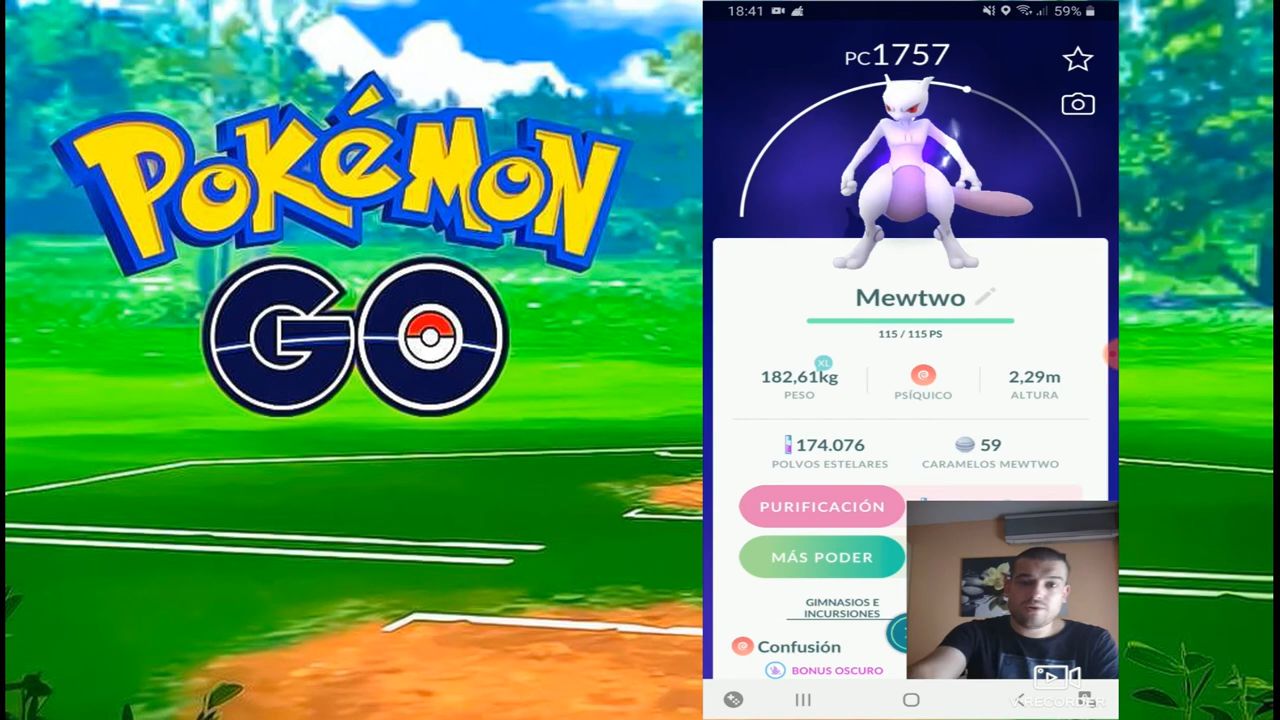 POKéMON
GO
18:41
59%
PC1757
Mewtwo
115 / 115 PS
XL
182,61kg
PESO
PSÍQUICO
2,29m
ALTURA
174.076
POLVOS ESTELARES
59
CARAMELOS MEWTWO
PURIFICACIÓN
MÁS PODER
GIMNASIOS E
INCURSIONES
Confusión
BONUS OSCURO
V RECORDER